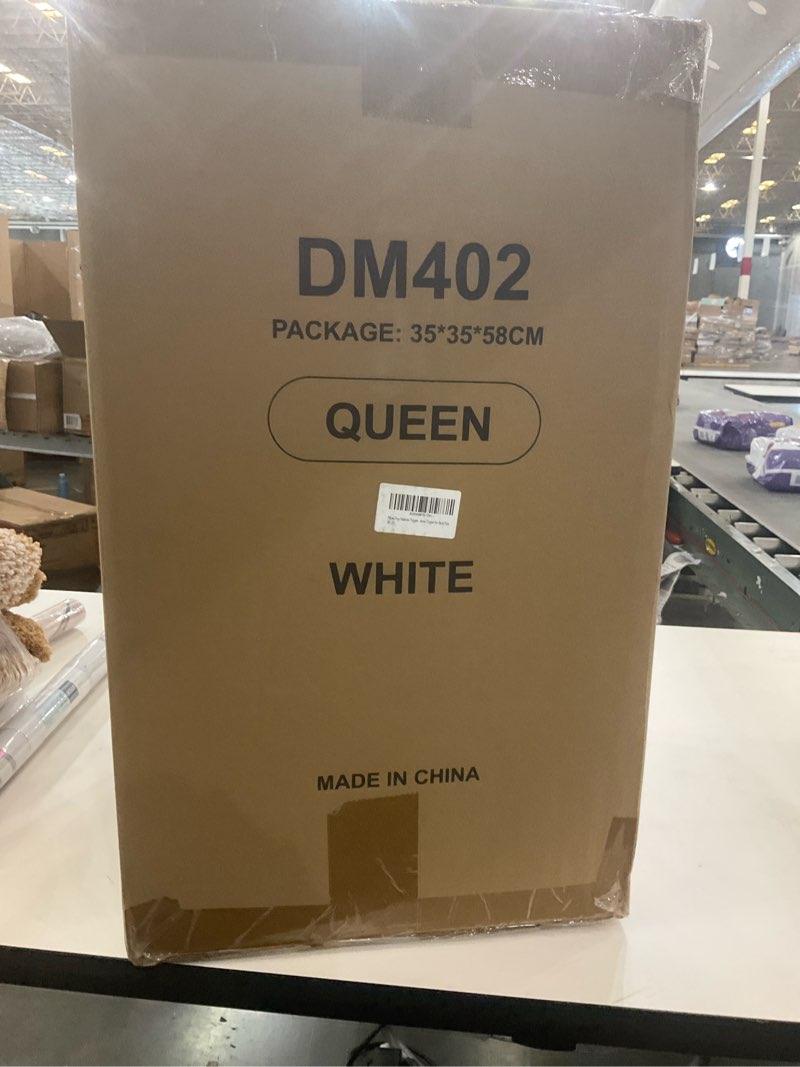 DM402
PACKAGE: 35*35*58CM
QUEEN
WHITE
MADE IN CHINA